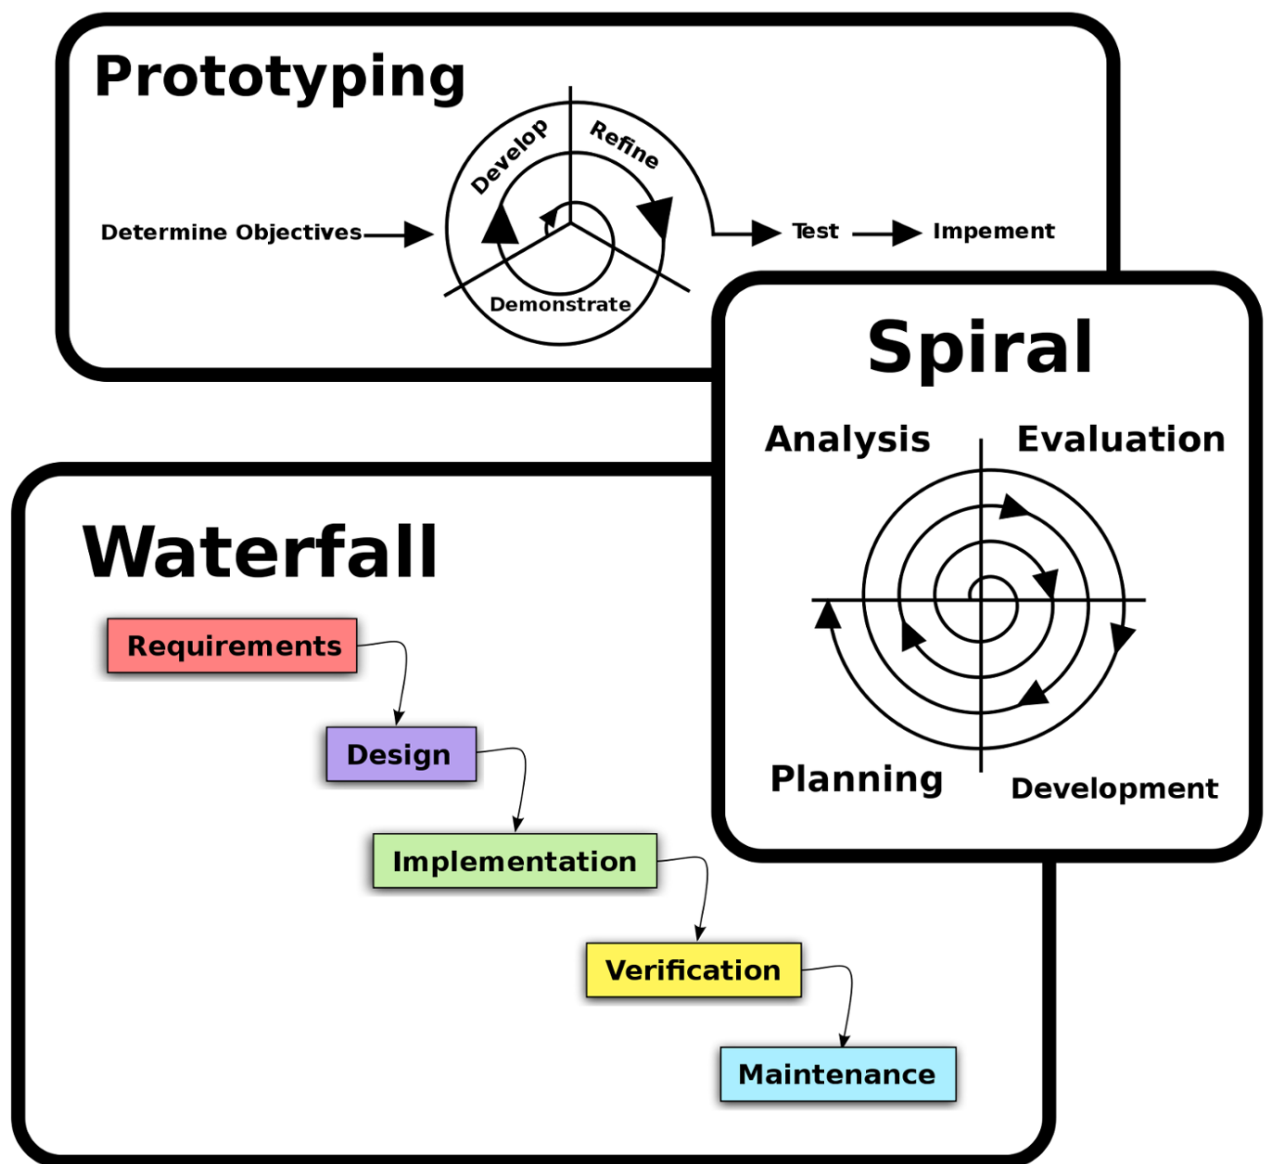 Prototyping
Develop
Refine
Determine Objectives
Test
Impement
Demonstrate
Spiral
Analysis
Evaluation
Planning
Development
Waterfall
Requirements
Design
Implementation
Verification
Maintenance